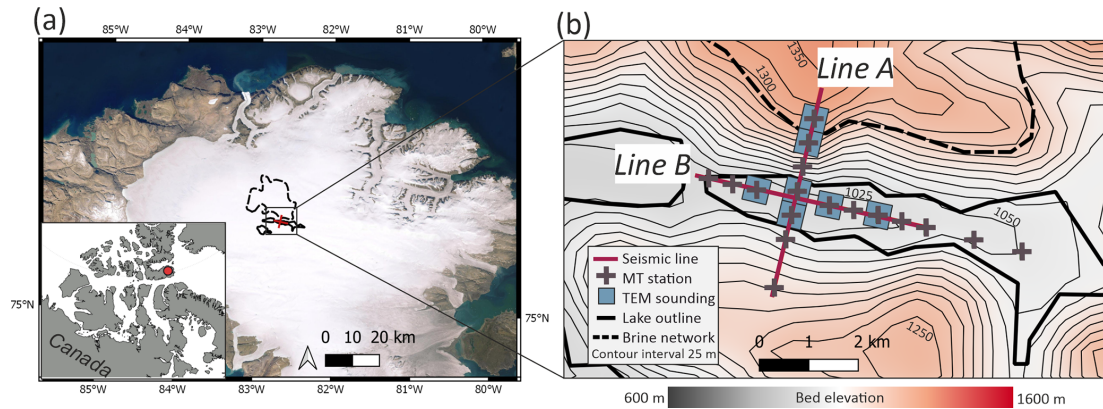 (a)
85°W 84°W 83°W 82°W 81°W 80°W
75°N
75°N
Canada
0 10 20 km
85°W 84°W 83°W 82°W 81°W 80°W
(b)
1350
1300
Line A
Line B
1025
1050
1250
Seismic line
MT station
TEM sounding
Lake outline
Brine network
Contour interval 25 m
0 1 2 km
600 m Bed elevation 1600 m